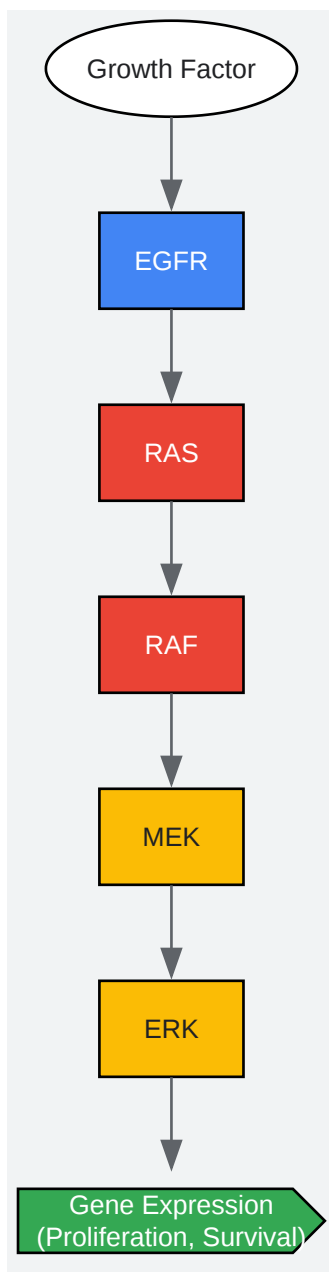 Growth Factor
EGFR
RAS
RAF
MEK
ERK
Gene Expression
(Proliferation, Survival)